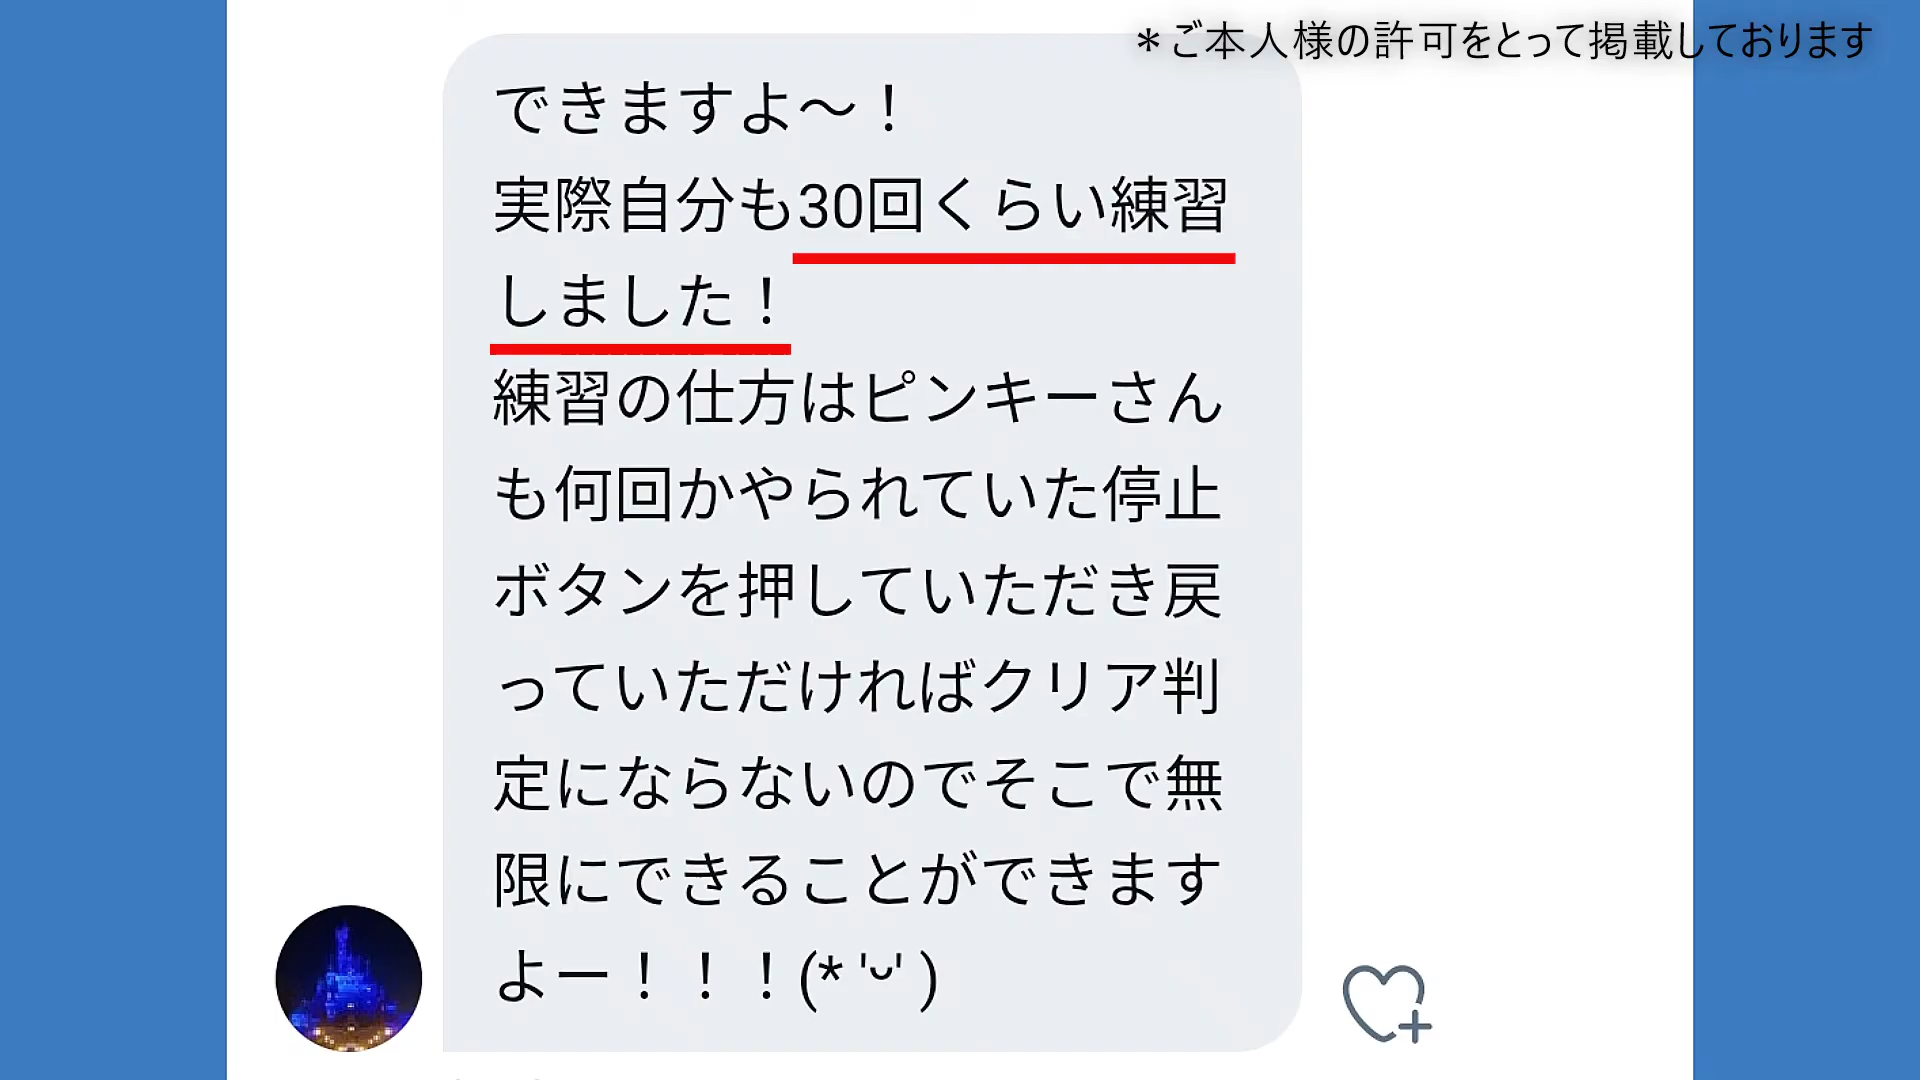 ＊ご本人様の許可をとって掲載しております
できますよ〜！
実際自分も30回くらい練習
しました！
練習の仕方はピンキーさん
も何回かやられていた停止
ボタンを押していただき戻
っていただければクリア判
定にならないのでそこで無
限にできることができます
よー！！！(* 'ᵕ' )